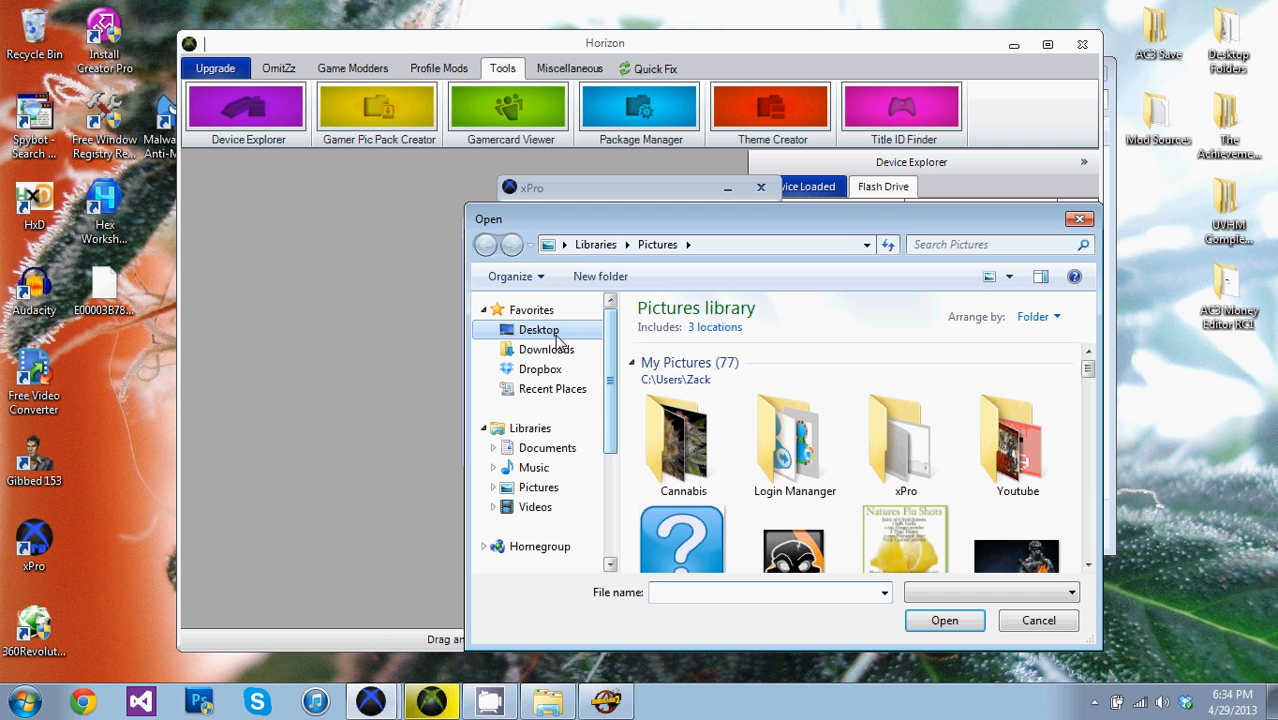 Recycle Bin
Install
Creator Pro
Spybot -
Search ...
Free Window
Registry Re...
Malwa
Anti-M
HxD
Hex
Worksh...
Audacity
E00003B78...
Free Video
Converter
Gibbed 153
xPro
360Revolut...
Horizon
Upgrade
OmitZz
Game Modders
Profile Mods
Tools
Miscellaneous
Quick Fix
Device Explorer
Gamer Pic Pack Creator
Gamercard Viewer
Package Manager
Theme Creator
Title ID Finder
Device Explorer
»
xPro
vice Loaded
Flash Drive
Open
Libraries
Pictures
Search Pictures
Organize
New folder
Favorites
Desktop
Downloads
Dropbox
Recent Places
Libraries
Documents
Music
Pictures
Videos
Homegroup
Pictures library
Includes: 3 locations
Arrange by: Folder
My Pictures (77)
C:\Users\Zack
Cannabis
Login Mananger
xPro
Youtube
Natures Flu Shots
File name:
Open
Cancel
Drag an
AC3 Save
Desktop
Folders
Mod Sources
The
Achieveme...
UVHM
Comple...
AC3 Money
Editor RC1
6:34 PM
4/29/2013